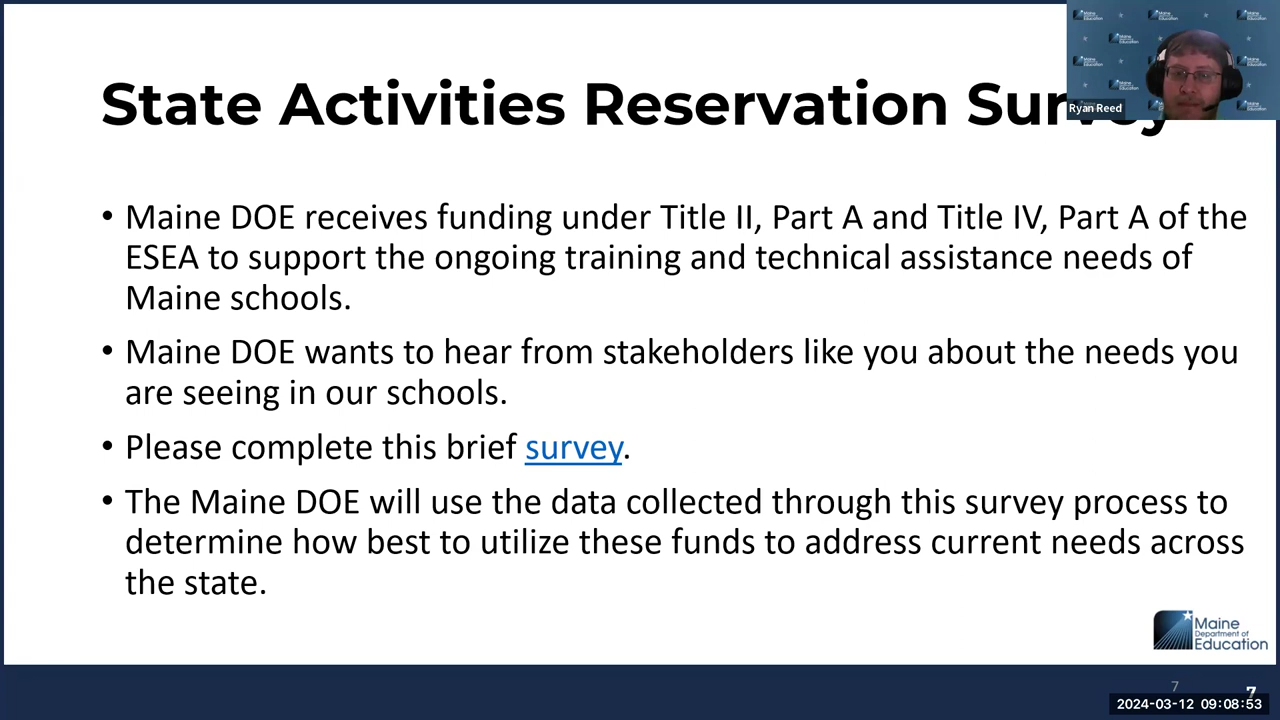 State Activities Reservation Survey
Ryan Reed
• Maine DOE receives funding under Title II, Part A and Title IV, Part A of the
ESEA to support the ongoing training and technical assistance needs of
Maine schools.
• Maine DOE wants to hear from stakeholders like you about the needs you
are seeing in our schools.
• Please complete this brief survey.
• The Maine DOE will use the data collected through this survey process to
determine how best to utilize these funds to address current needs across
the state.
Maine
Department of
Education
7
7
2024-03-12 09:08:53